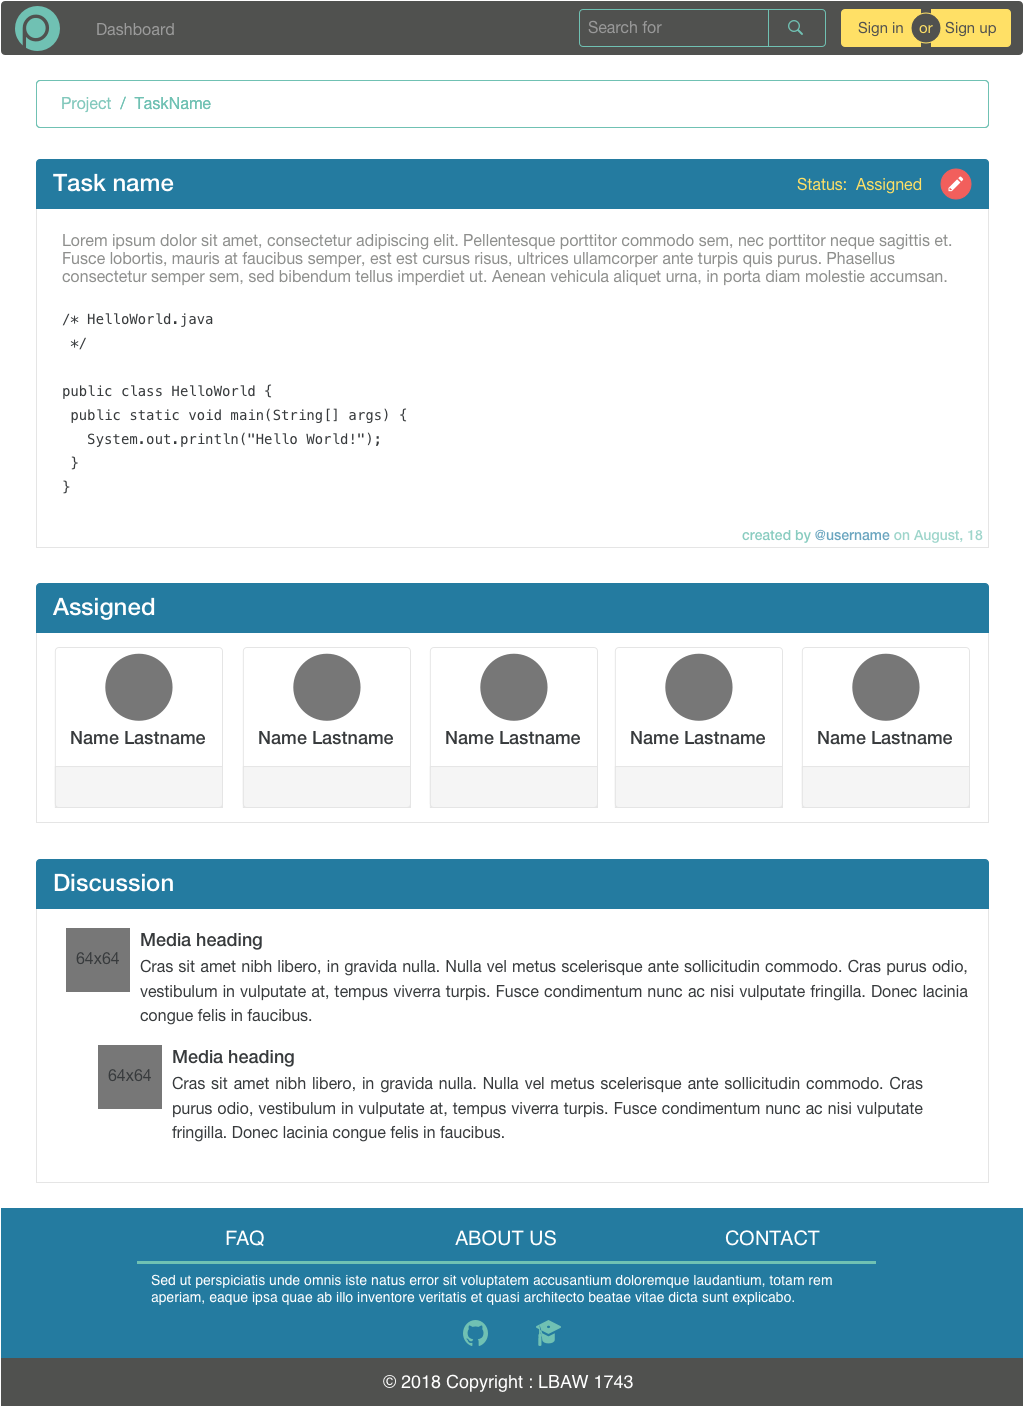 Dashboard
Search for
Sign in or Sign up
Project / TaskName
Task name
Status: Assigned
Lorem ipsum dolor sit amet, consectetur adipiscing elit. Pellentesque porttitor commodo sem, nec porttitor neque sagittis et.
Fusce lobortis, mauris at faucibus semper, est est cursus risus, ultrices ullamcorper ante turpis quis purus. Phasellus
consectetur semper sem, sed bibendum tellus imperdiet ut. Aenean vehicula aliquet urna, in porta diam molestie accumsan.
/* HelloWorld.java
 */
public class HelloWorld {
 public static void main(String[] args) {
   System.out.println("Hello World!");
 }
}
created by @username on August, 18
Assigned
Name Lastname
Name Lastname
Name Lastname
Name Lastname
Name Lastname
Discussion
64x64
Media heading
Cras sit amet nibh libero, in gravida nulla. Nulla vel metus scelerisque ante sollicitudin commodo. Cras purus odio,
vestibulum in vulputate at, tempus viverra turpis. Fusce condimentum nunc ac nisi vulputate fringilla. Donec lacinia
congue felis in faucibus.
64x64
Media heading
Cras sit amet nibh libero, in gravida nulla. Nulla vel metus scelerisque ante sollicitudin commodo. Cras
purus odio, vestibulum in vulputate at, tempus viverra turpis. Fusce condimentum nunc ac nisi vulputate
fringilla. Donec lacinia congue felis in faucibus.
FAQ
ABOUT US
CONTACT
Sed ut perspiciatis unde omnis iste natus error sit voluptatem accusantium doloremque laudantium, totam rem
aperiam, eaque ipsa quae ab illo inventore veritatis et quasi architecto beatae vitae dicta sunt explicabo.
© 2018 Copyright : LBAW 1743